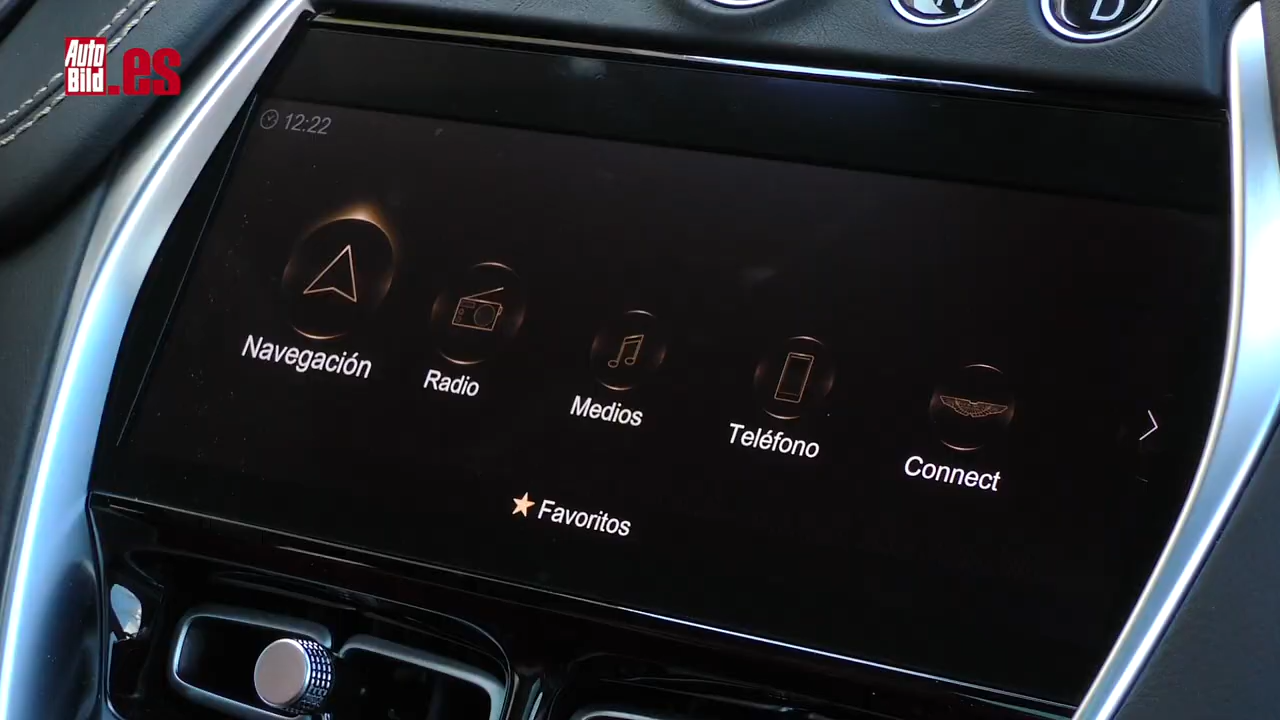 Auto
Bild
.es
N
D
12:22
Navegación
Radio
Medios
Teléfono
Connect
Favoritos